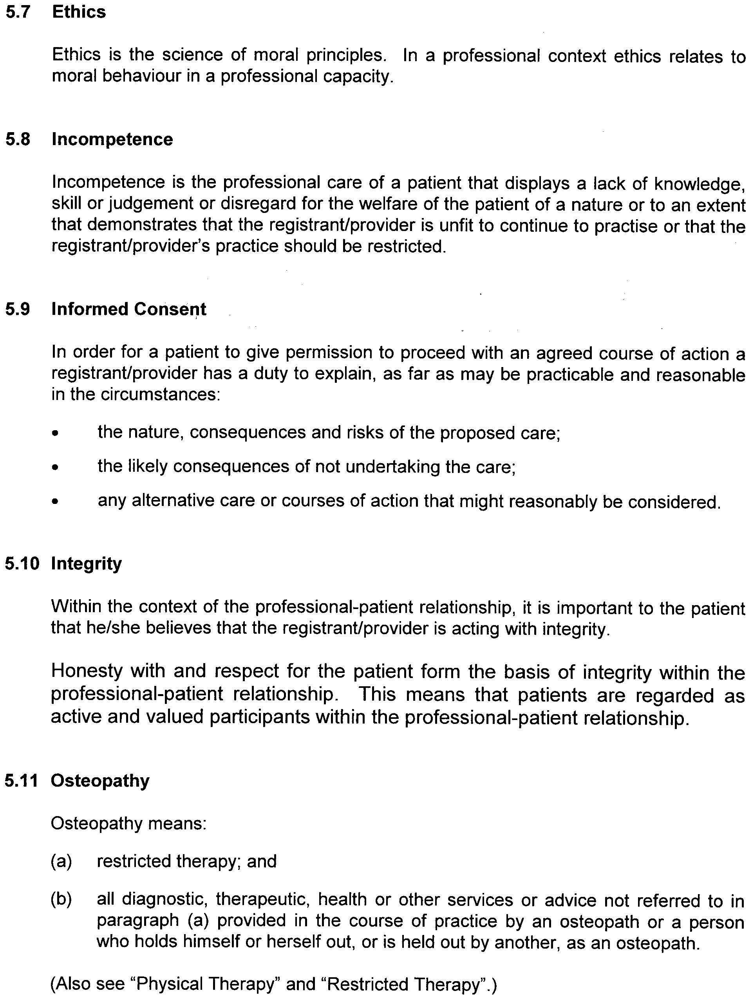 5.7 Ethics
Ethics is the science of moral principles. In a professional context ethics relates to
moral behaviour in a professional capacity.
5.8 Incompetence
Incompetence is the professional care of a patient that displays a lack of knowledge,
skill or judgement or disregard for the welfare of the patient of a nature or to an extent
that demonstrates that the registrant/provider is unfit to continue to practise or that the
registrant/provider's practice should be restricted.
5.9 Informed Consent
In order for a patient to give permission to proceed with an agreed course of action a
registrant/provider has a duty to explain, as far as may be practicable and reasonable
in the circumstances:
• the nature, consequences and risks of the proposed care;
• the likely consequences of not undertaking the care;
• any alternative care or courses of action that might reasonably be considered.
5.10 Integrity
Within the context of the professional-patient relationship, it is important to the patient
that he/she believes that the registrant/provider is acting with integrity.
Honesty with and respect for the patient form the basis of integrity within the
professional-patient relationship. This means that patients are regarded as
active and valued participants within the professional-patient relationship.
5.11 Osteopathy
Osteopathy means:
(a) restricted therapy; and
(b) all diagnostic, therapeutic, health or other services or advice not referred to in
paragraph (a) provided in the course of practice by an osteopath or a person
who holds himself or herself out, or is held out by another, as an osteopath.
(Also see “Physical Therapy” and “Restricted Therapy”.)